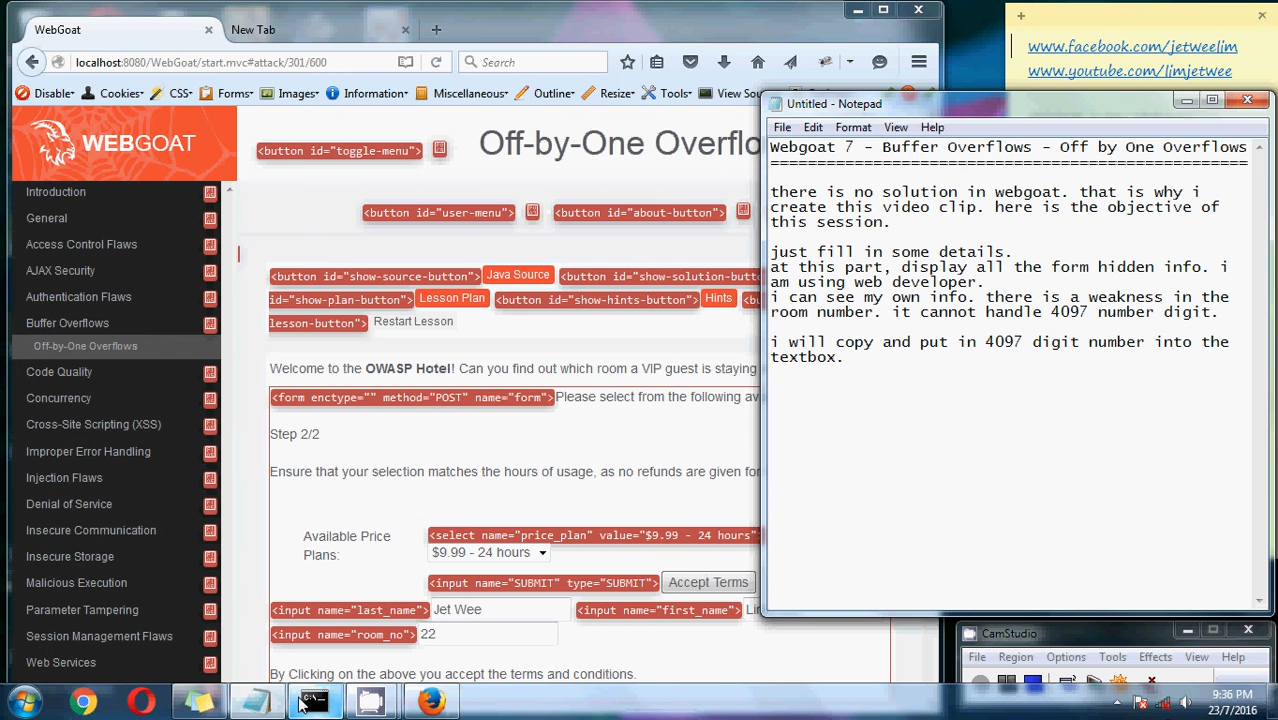 WebGoat
New Tab
localhost:8080/WebGoat/start.mvc#attack/301/600
Search
Disable
Cookies
CSS
Forms
Images
Information
Miscellaneous
Outline
Resize
Tools
View Sou
WEBGOAT
<button id="toggle-menu">
Off-by-One Overflo
<button id="user-menu">
<button id="about-button">
Introduction
General
Access Control Flaws
AJAX Security
Authentication Flaws
Buffer Overflows
Off-by-One Overflows
Code Quality
Concurrency
Cross-Site Scripting (XSS)
Improper Error Handling
Injection Flaws
Denial of Service
Insecure Communication
Insecure Storage
Malicious Execution
Parameter Tampering
Session Management Flaws
Web Services
<button id="show-source-button"> Java Source <button id="show-solution-butto
id="show-plan-button"> Lesson Plan <button id="show-hints-button"> Hints <bu
lesson-button"> Restart Lesson
Welcome to the OWASP Hotel! Can you find out which room a VIP guest is staying
<form enctype="" method="POST" name="form">Please select from the following av
Step 2/2
Ensure that your selection matches the hours of usage, as no refunds are given for
Available Price
Plans:
<select name="price_plan" value="$9.99 - 24 hours"
$9.99 - 24 hours
<input name="SUBMIT" type="SUBMIT"> Accept Terms
<input name="last_name"> Jet Wee <input name="first_name"> Li
<input name="room_no"> 22
By Clicking on the above you accept the terms and conditions.
www.facebook.com/jetweelim
www.youtube.com/limjetwee
Untitled - Notepad
File Edit Format View Help
Webgoat 7 - Buffer Overflows - Off by One Overflows
===================================================
there is no solution in webgoat. that is why i
create this video clip. here is the objective of
this session.
just fill in some details.
at this part, display all the form hidden info. i
am using web developer.
i can see my own info. there is a weakness in the
room number. it cannot handle 4097 number digit.
i will copy and put in 4097 digit number into the
textbox.
CamStudio
File Region Options Tools Effects View Help
9:36 PM
23/7/2016